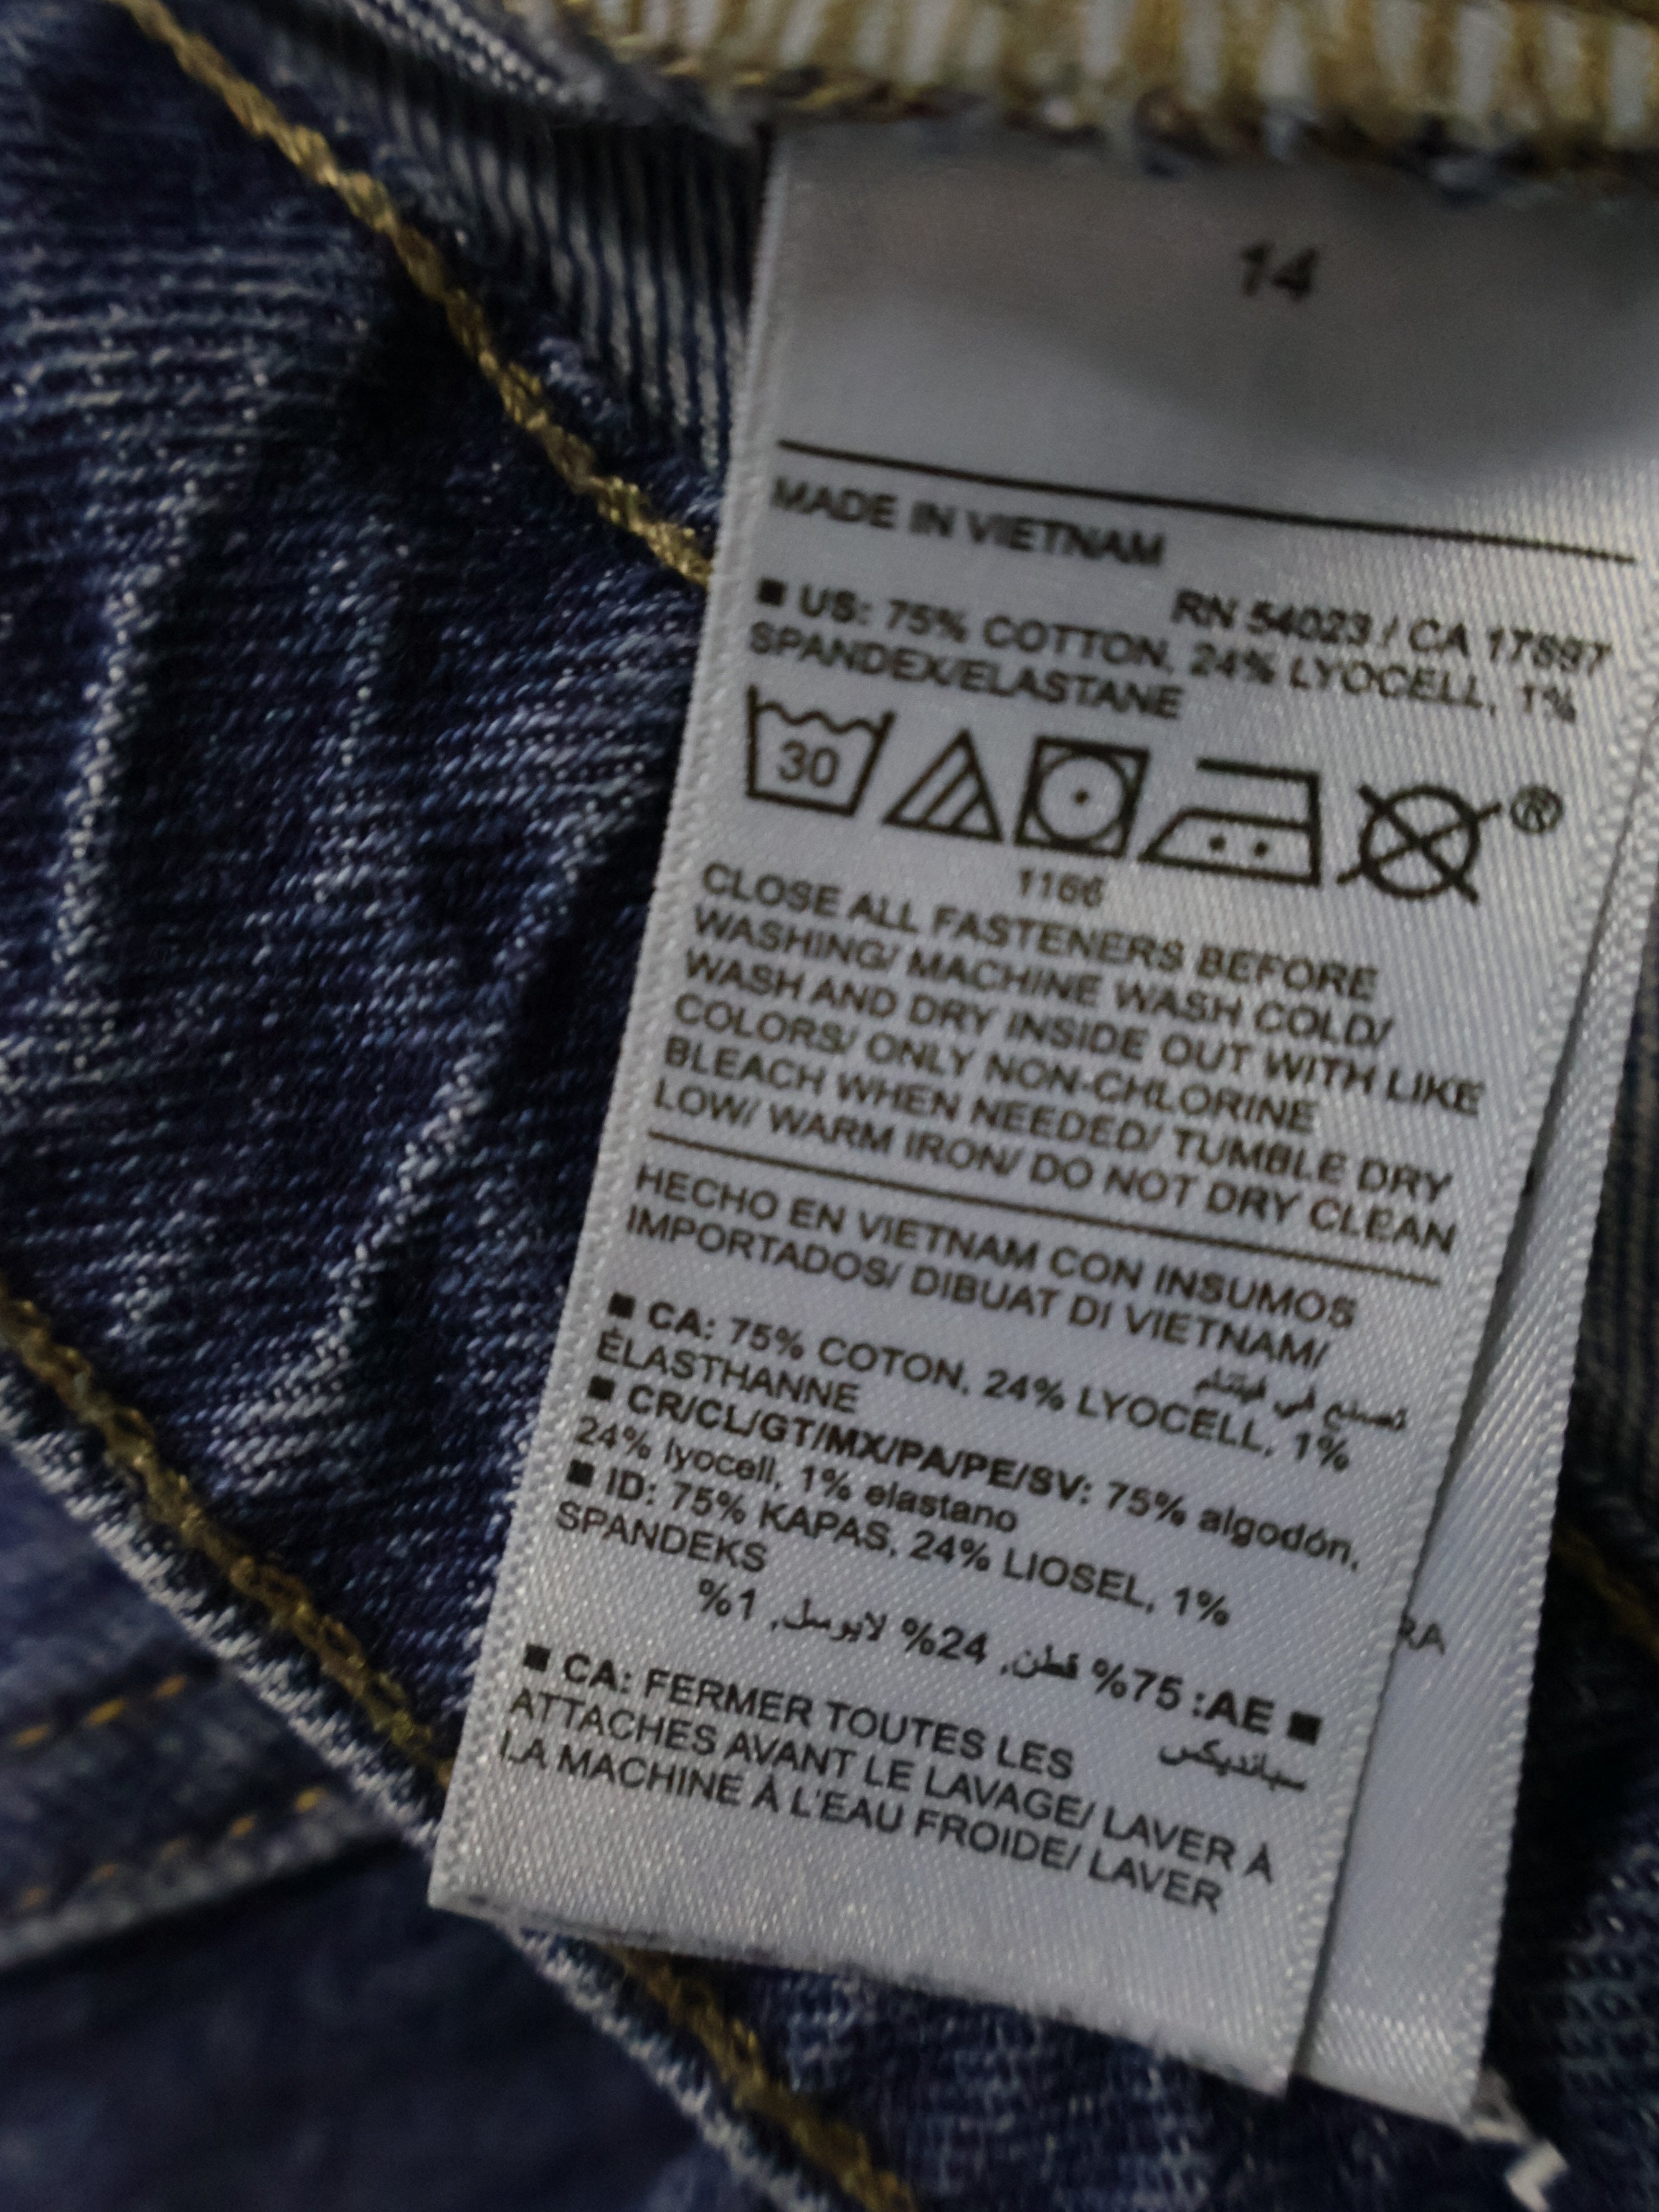 14
MADE IN VIETNAM
RN 54023 / CA 17897
■ US: 75% COTTON, 24% LYOCELL, 1%
SPANDEX/ELASTANE
30
®
1166
CLOSE ALL FASTENERS BEFORE
WASHING/ MACHINE WASH COLD/
WASH AND DRY INSIDE OUT WITH LIKE
COLORS/ ONLY NON-CHLORINE
BLEACH WHEN NEEDED/ TUMBLE DRY
LOW/ WARM IRON/ DO NOT DRY CLEAN
HECHO EN VIETNAM CON INSUMOS
IMPORTADOS/ DIBUAT DI VIETNAM/
تصنع في فيتنام
■ CA: 75% COTON, 24% LYOCELL, 1%
ÉLASTHANNE
■ CR/CL/GT/MX/PA/PE/SV: 75% algodón,
24% lyocell, 1% elastano
■ ID: 75% KAPAS, 24% LIOSEL, 1%
SPANDEKS
■ AE: 75% قطن, 24% لايوسل, 1%
سبانديكس
■ CA: FERMER TOUTES LES
ATTACHES AVANT LE LAVAGE/ LAVER À
LA MACHINE À L'EAU FROIDE/ LAVER
RA